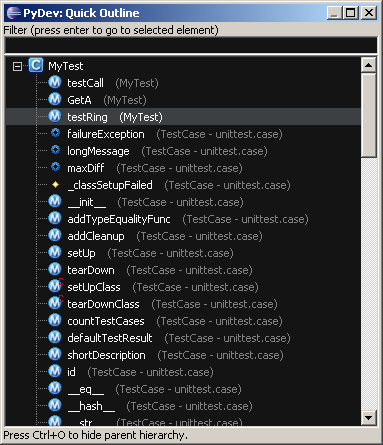 PyDev: Quick Outline
Filter (press enter to go to selected element)
MyTest
testCall (MyTest)
GetA (MyTest)
testRing (MyTest)
failureException (TestCase - unittest.case)
longMessage (TestCase - unittest.case)
maxDiff (TestCase - unittest.case)
_classSetupFailed (TestCase - unittest.case)
__init__ (TestCase - unittest.case)
addTypeEqualityFunc (TestCase - unittest.case)
addCleanup (TestCase - unittest.case)
setUp (TestCase - unittest.case)
tearDown (TestCase - unittest.case)
setUpClass (TestCase - unittest.case)
tearDownClass (TestCase - unittest.case)
countTestCases (TestCase - unittest.case)
defaultTestResult (TestCase - unittest.case)
shortDescription (TestCase - unittest.case)
id (TestCase - unittest.case)
__eq__ (TestCase - unittest.case)
__hash__ (TestCase - unittest.case)
__str__ (TestCase - unittest.case)
Press Ctrl+O to hide parent hierarchy.